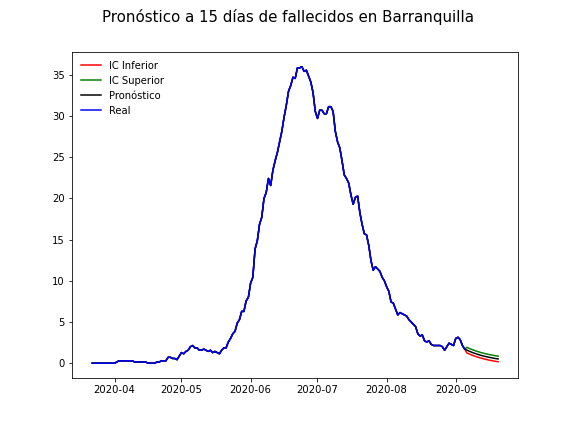 Pronóstico a 15 días de fallecidos en Barranquilla
IC Inferior
IC Superior
Pronóstico
Real
35
30
25
20
15
10
5
0
2020-04
2020-05
2020-06
2020-07
2020-08
2020-09